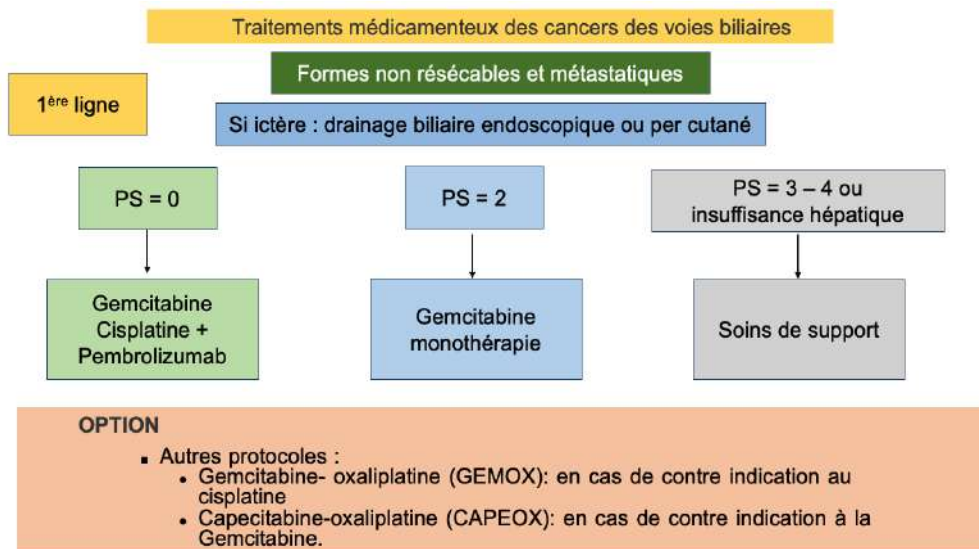 Traitements médicamenteux des cancers des voies biliaires
Formes non résécables et métastatiques
1ère ligne
Si ictère : drainage biliaire endoscopique ou per cutané
PS = 0
PS = 2
PS = 3 – 4 ou
insuffisance hépatique
Gemcitabine
Cisplatine +
Pembrolizumab
Gemcitabine
monothérapie
Soins de support
OPTION
▪ Autres protocoles :
• Gemcitabine- oxaliplatine (GEMOX): en cas de contre indication au
cisplatine
• Capecitabine-oxaliplatine (CAPEOX): en cas de contre indication à la
Gemcitabine.